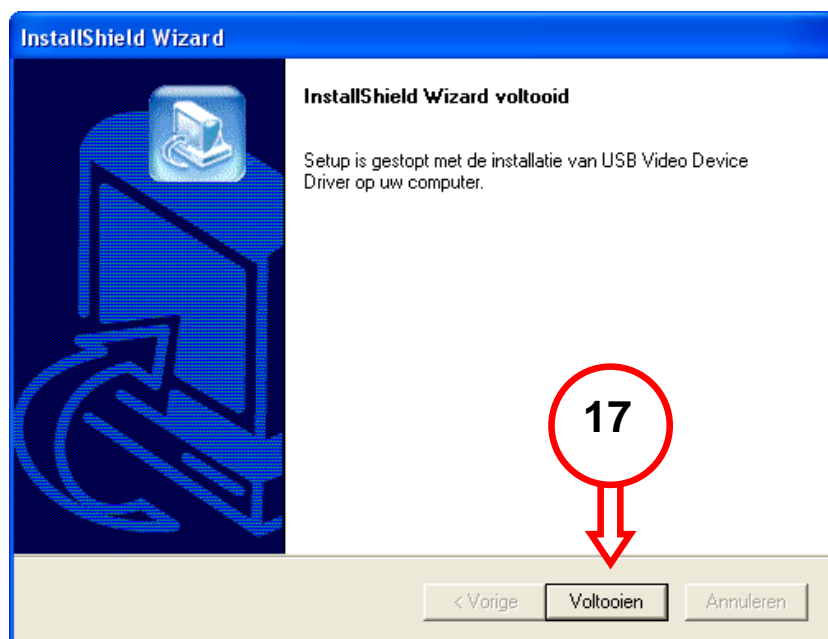 InstallShield Wizard
InstallShield Wizard voltooid
Setup is gestopt met de installatie van USB Video Device
Driver op uw computer.
17
< Vorige
Voltooien
Annuleren